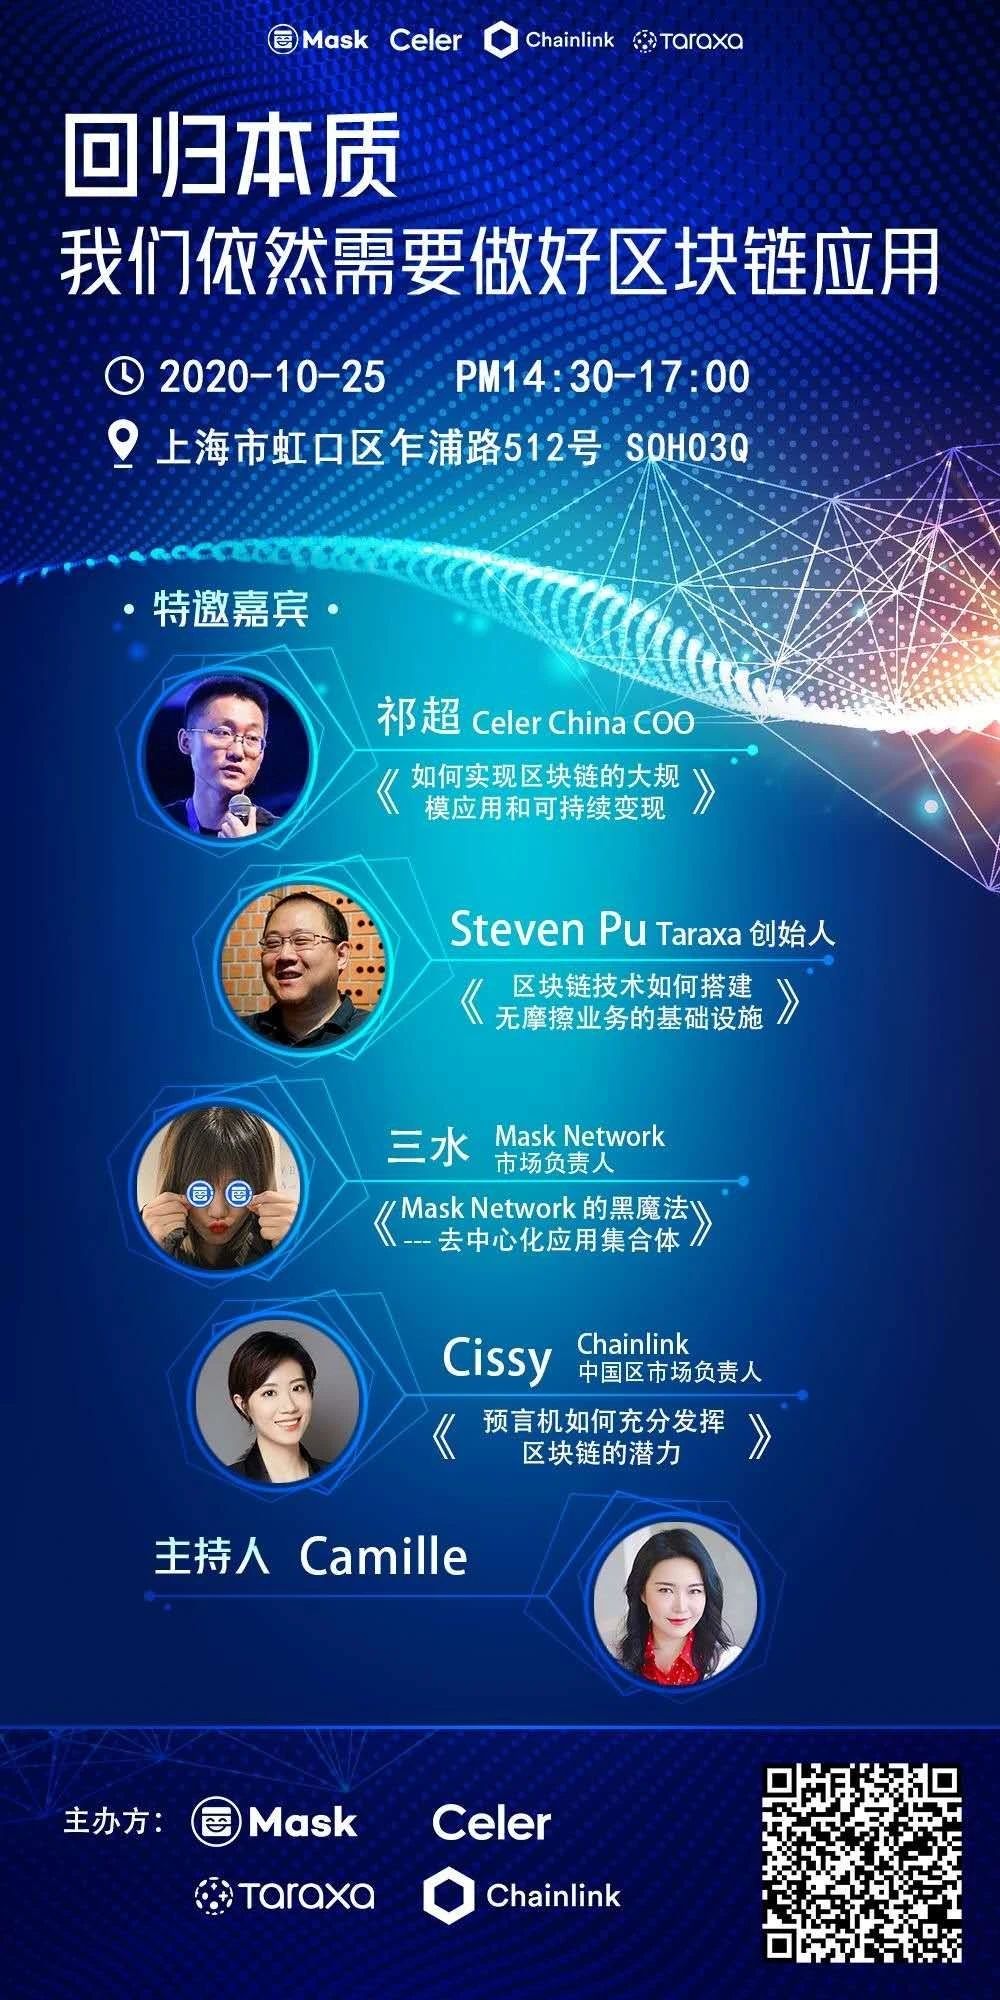 Mask Celer Chainlink Taraxa
回归本质
我们依然需要做好区块链应用
2020-10-25 PM14:30-17:00
上海市虹口区乍浦路512号 SOHO3Q
· 特邀嘉宾 ·
祁超 Celer China COO
《如何实现区块链的大规
模应用和可持续变现》
Steven Pu Taraxa 创始人
《区块链技术如何搭建
无摩擦业务的基础设施》
三水 Mask Network
市场负责人
《Mask Network 的黑魔法
--- 去中心化应用集合体》
Cissy Chainlink
中国区市场负责人
《预言机如何充分发挥
区块链的潜力》
主持人 Camille
主办方： Mask Celer
Taraxa Chainlink